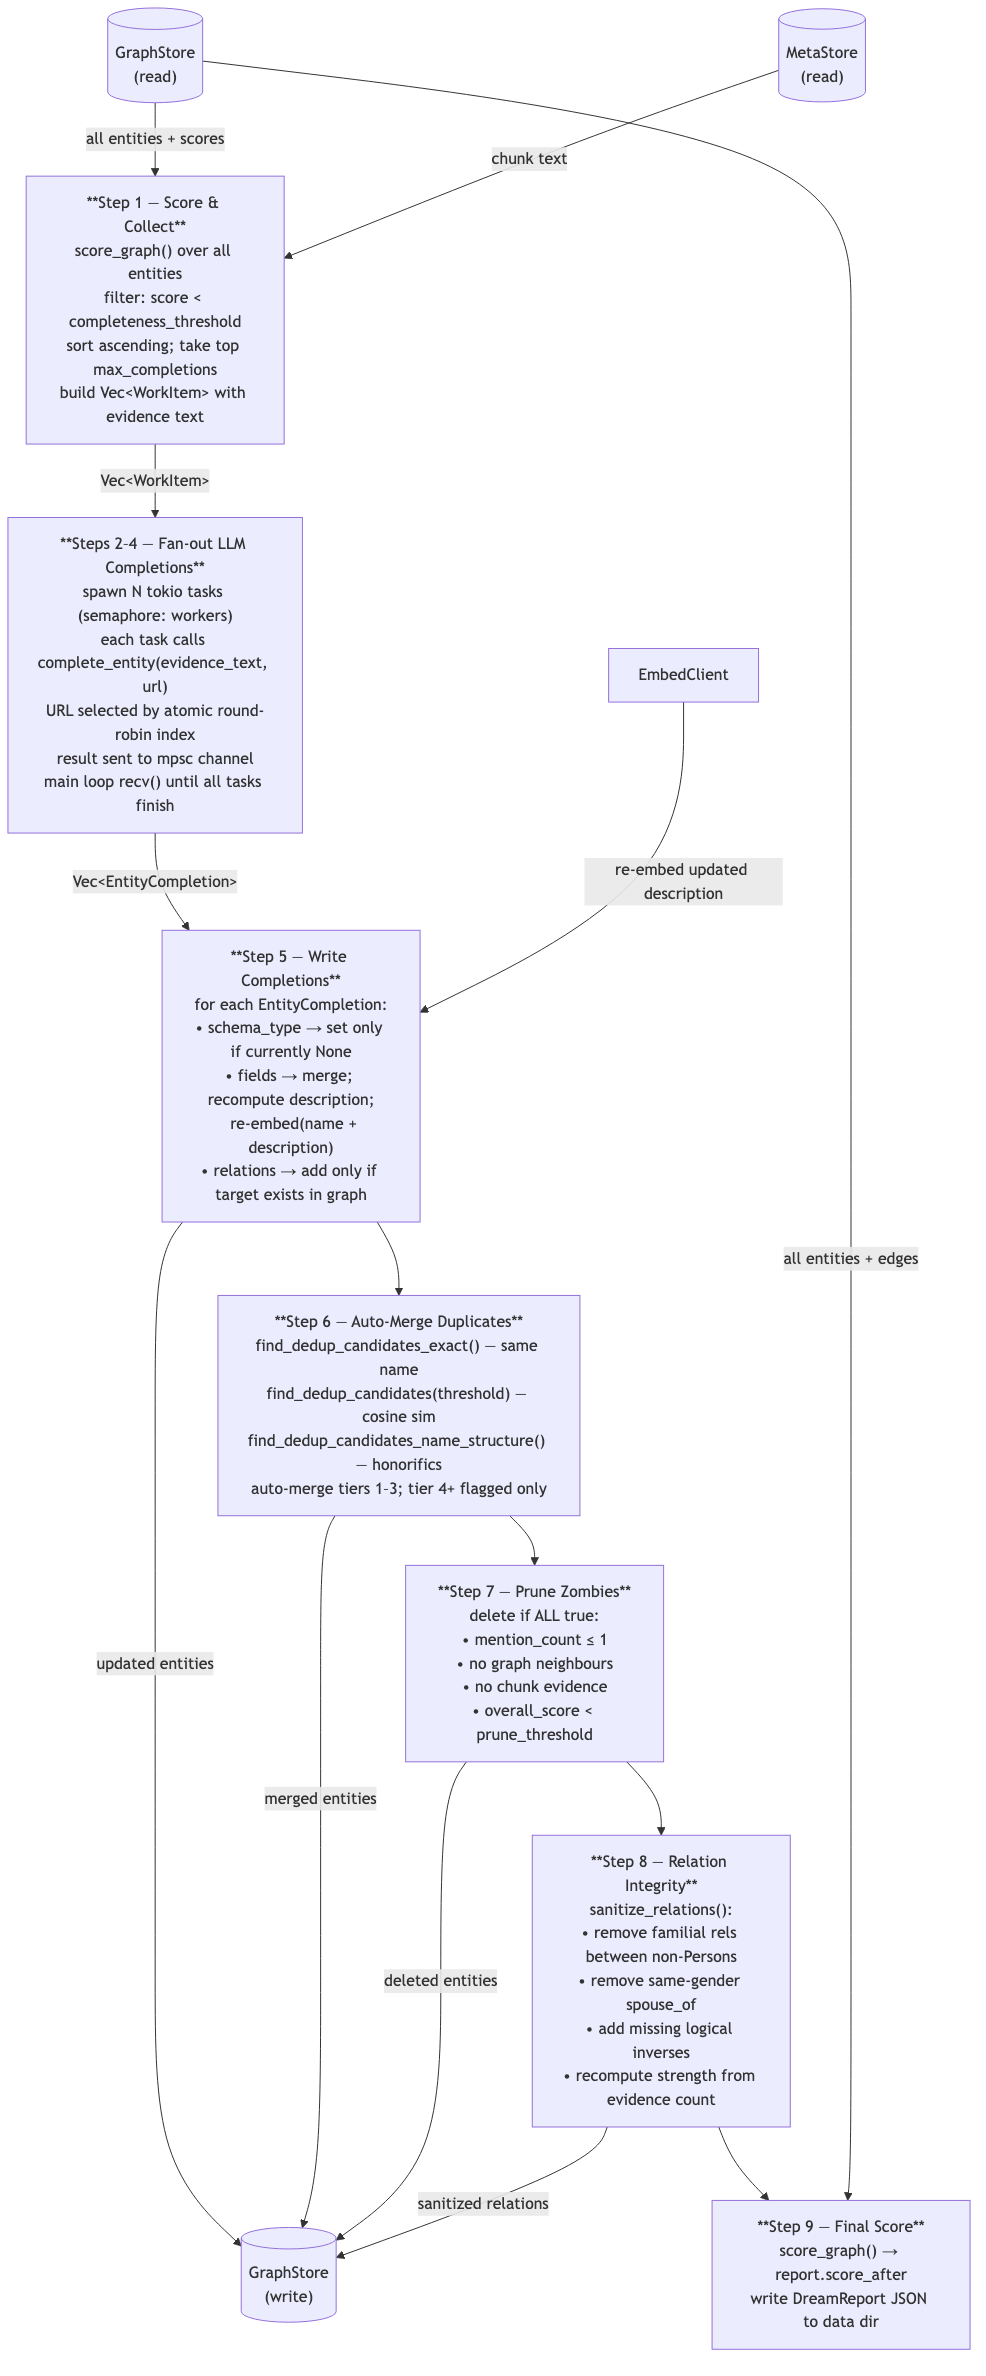 GraphStore
(read)
MetaStore
(read)
all entities + scores
chunk text
**Step 1 — Score &
Collect**
score_graph() over all
entities
filter: score <
completeness_threshold
sort ascending; take top
max_completions
build Vec<WorkItem> with
evidence text
Vec<WorkItem>
**Steps 2–4 — Fan-out LLM
Completions**
spawn N tokio tasks
(semaphore: workers)
each task calls
complete_entity(evidence_text,
url)
URL selected by atomic round-
robin index
result sent to mpsc channel
main loop recv() until all tasks
finish
EmbedClient
Vec<EntityCompletion>
re-embed updated
description
**Step 5 — Write
Completions**
for each EntityCompletion:
• schema_type → set only
if currently None
• fields → merge;
recompute description;
re-embed(name +
description)
• relations → add only if
target exists in graph
all entities + edges
**Step 6 — Auto-Merge Duplicates**
find_dedup_candidates_exact() — same
name
find_dedup_candidates(threshold) —
cosine sim
find_dedup_candidates_name_structure()
— honorifics
auto-merge tiers 1–3; tier 4+ flagged only
**Step 7 — Prune Zombies**
delete if ALL true:
• mention_count ≤ 1
• no graph neighbours
• no chunk evidence
• overall_score <
prune_threshold
updated entities
merged entities
**Step 8 — Relation
Integrity**
sanitize_relations():
• remove familial rels
between non-Persons
• remove same-gender
spouse_of
• add missing logical
inverses
• recompute strength from
evidence count
deleted entities
sanitized relations
GraphStore
(write)
**Step 9 — Final Score**
score_graph() →
report.score_after
write DreamReport JSON
to data dir